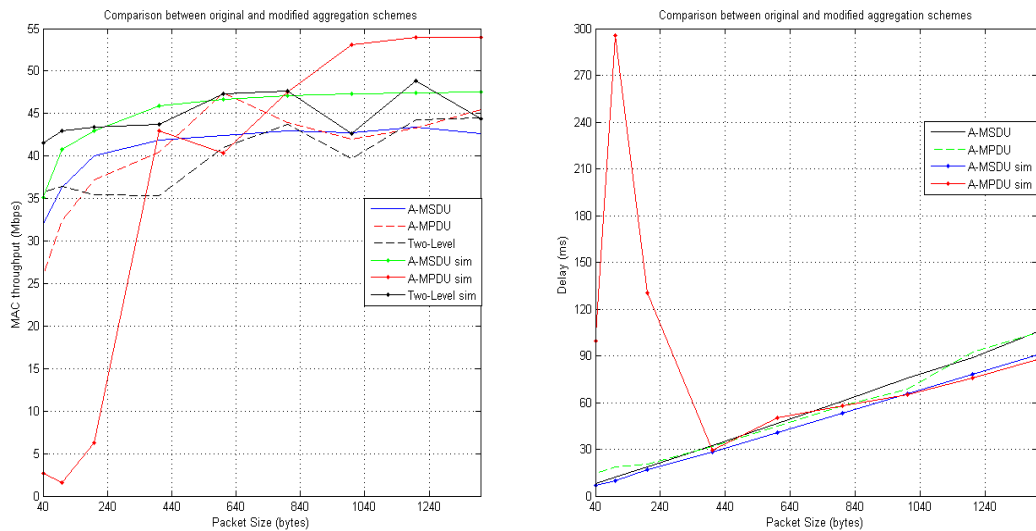 Comparison between original and modified aggregation schemes
55
50
45
40
35
30
25
20
15
10
5
0
MAC throughput (Mbps)
A-MSDU
A-MPDU
Two-Level
A-MSDU sim
A-MPDU sim
Two-Level sim
40 240 440 640 840 1040 1240
Packet Size (bytes)
Comparison between original and modified aggregation schemes
300
270
240
210
180
150
120
90
60
30
0
Delay (ms)
A-MSDU
A-MPDU
A-MSDU sim
A-MPDU sim
40 240 440 640 840 1040 1240
Packet Size (bytes)